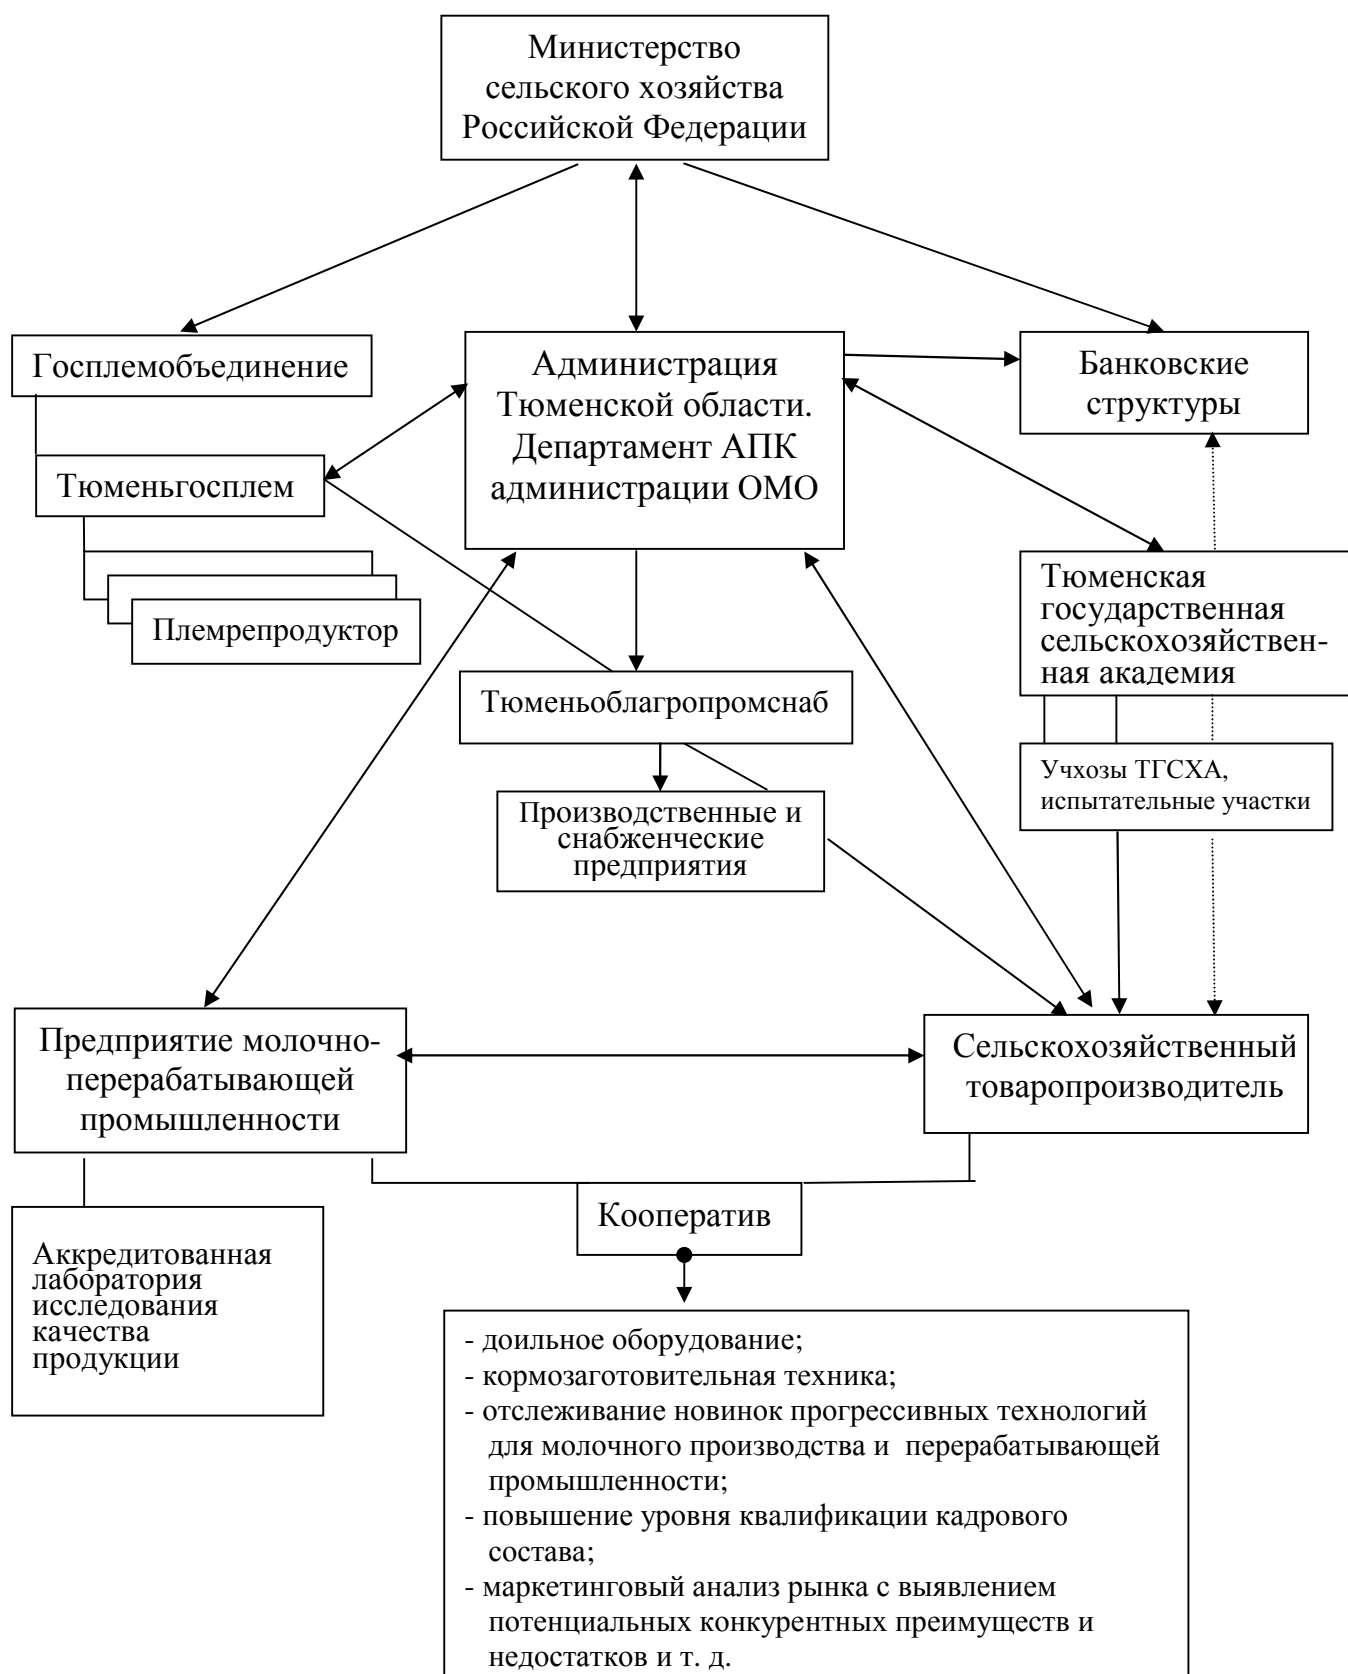 Министерство
сельского хозяйства
Российской Федерации
Госплемобъединение
Администрация
Тюменской области.
Департамент АПК
администрации ОМО
Банковские
структуры
Тюменьгосплем
Племрепродуктор
Тюменская
государственная
сельскохозяйствен-
ная академия
Тюменьоблагропромснаб
Учхозы ТГСХА,
испытательные участки
Производственные и
снабженческие
предприятия
Предприятие молочно-
перерабатывающей
промышленности
Сельскохозяйственный
товаропроизводитель
Кооператив
Аккредитованная
лаборатория
исследования
качества
продукции
- доильное оборудование;
- кормозаготовительная техника;
- отслеживание новинок прогрессивных технологий
для молочного производства и перерабатывающей
промышленности;
- повышение уровня квалификации кадрового
состава;
- маркетинговый анализ рынка с выявлением
потенциальных конкурентных преимуществ и
недостатков и т. д.